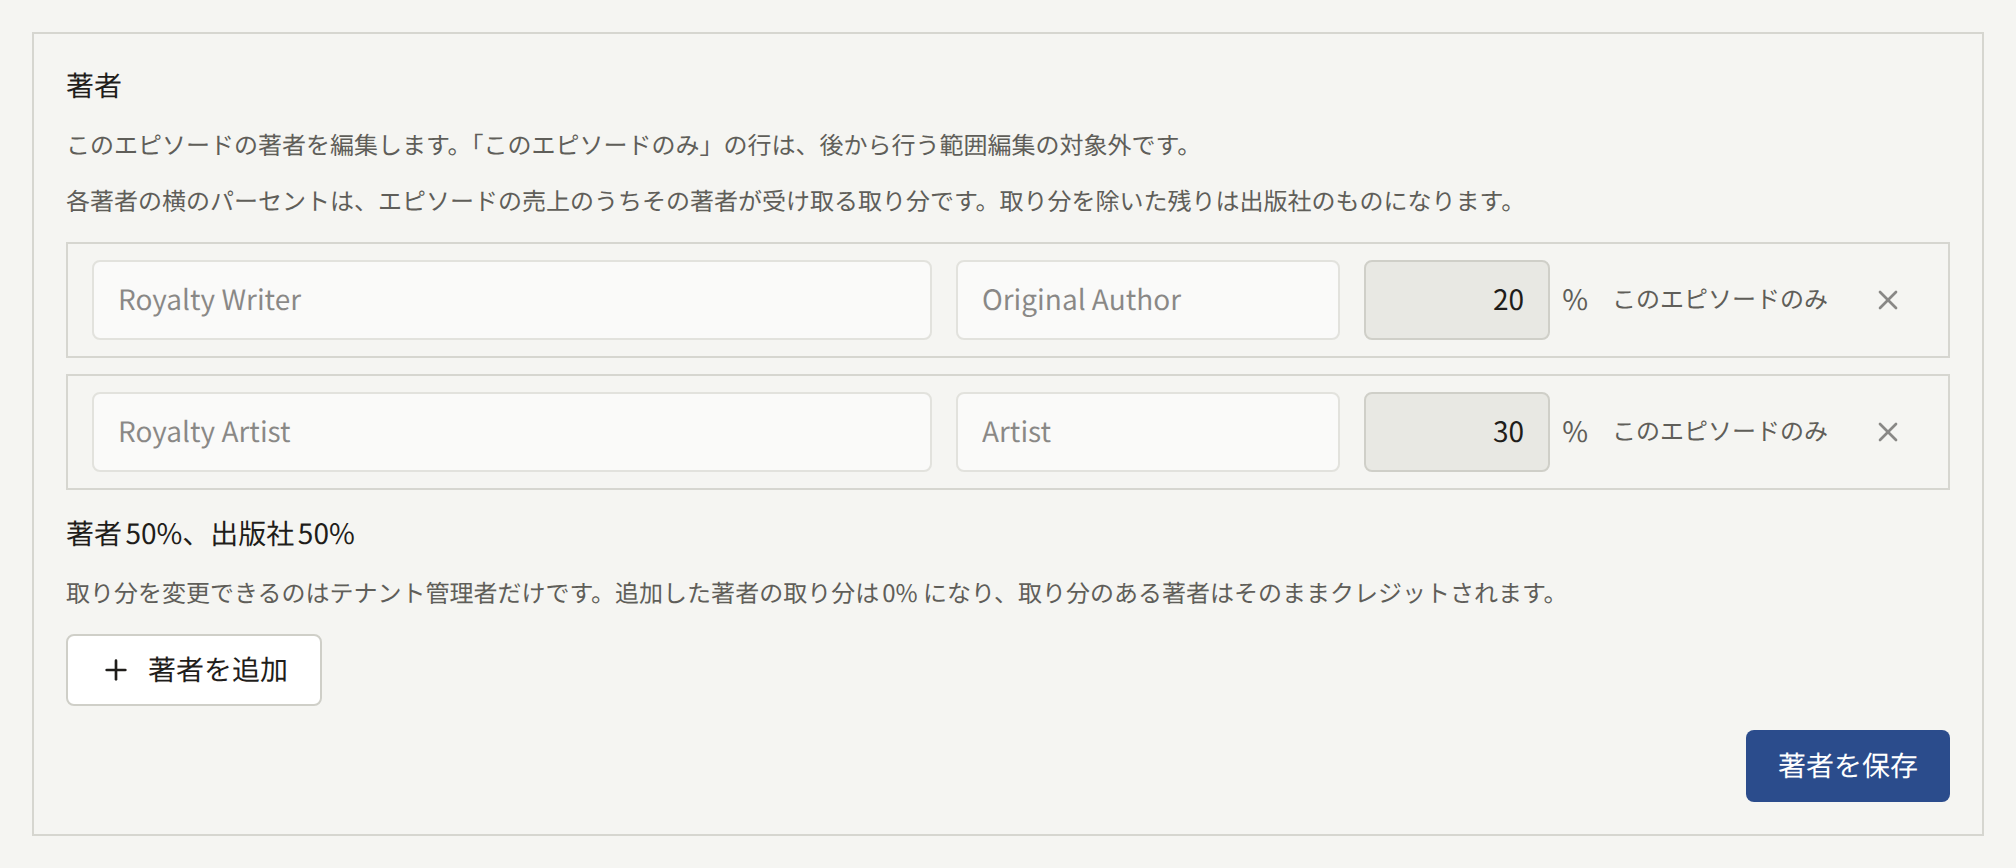 著者
このエピソードの著者を編集します。「このエピソードのみ」の行は、後から行う範囲編集の対象外です。
各著者の横のパーセントは、エピソードの売上のうちその著者が受け取る取り分です。取り分を除いた残りは出版社のものになります。
Royalty Writer Original Author 20 % このエピソードのみ
Royalty Artist Artist 30 % このエピソードのみ
著者 50%、出版社 50%
取り分を変更できるのはテナント管理者だけです。追加した著者の取り分は 0% になり、取り分のある著者はそのままクレジットされます。
著者を追加
著者を保存